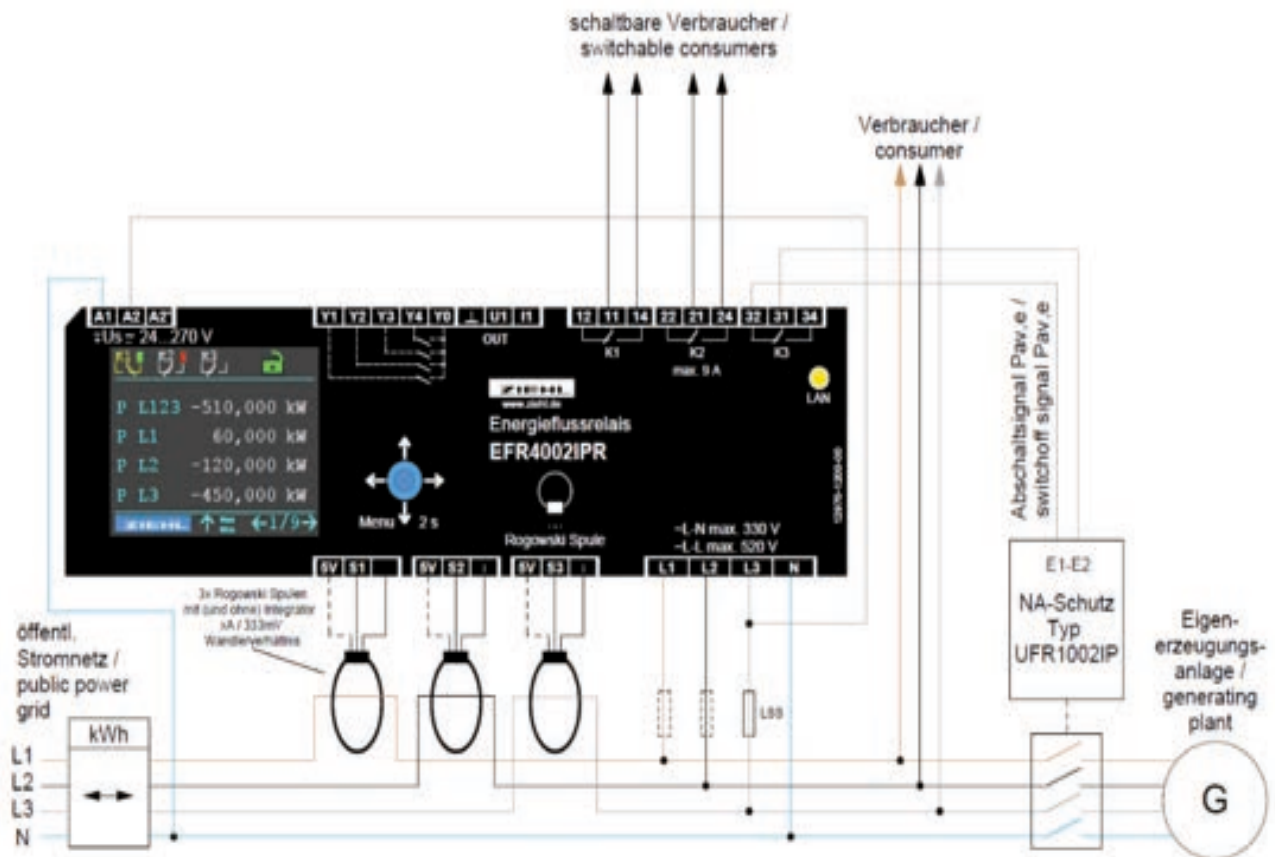 schaltbare Verbraucher /
switchable consumers
Verbraucher /
consumer
A1 A2 A2'
Us = 24...270 V
Y1 Y2 Y3 Y4 Y0 ⊥ U1 I1
OUT
12 11 14 22 21 24 32 31 34
K1 K2 K3
max. 9 A
LAN
P L123 -510,000 kW
P L1 60,000 kW
P L2 -120,000 kW
P L3 -450,000 kW
1/9
Menu 2 s
ZIEHL
www.ziehl.de
Energieflussrelais
EFR4002IPR
Rogowski Spule
~L-N max. 330 V
~L-L max. 520 V
5V S1
5V S2
5V S3
L1 L2 L3 N
3x Rogowski Spulen
mit (und ohne) Integrator
xA / 333mV
Wandlerverhältnis
Abschaltsignal Pav,e /
switchoff signal Pav,e
öffentl.
Stromnetz /
public power
grid
kWh
L1
L2
L3
N
E1-E2
NA-Schutz
Typ
UFR1002IP
Eigen-
erzeugungs-
anlage /
generating
plant
G